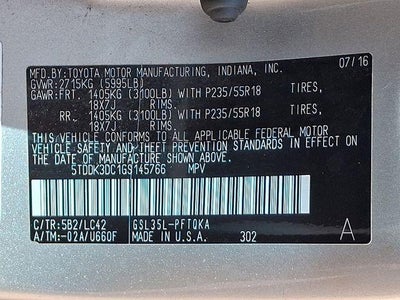 07/16
MFD.BY:TOYOTA MOTOR MANUFACTURING, INDIANA, INC.
GVWR: 2715KG (5995LB)
GAWR:FRT. 1405KG (3100LB) WITH P235/55R18 TIRES,
18X7J RIMS.
RR. 1405KG (3100LB) WITH P235/55R18 TIRES,
18X7J RIMS.
THIS VEHICLE CONFORMS TO ALL APPLICABLE FEDERAL MOTOR
VEHICLE SAFETY AND THEFT PREVENTION STANDARDS IN EFFECT
ON THE DATE OF MANUFACTURE SHOWN ABOVE.
5TDDK3DC1GS145766 MPV
C/TR:5B2/LC42 GSL35L-PFTQKA
A/TM:-02A/U660F MADE IN U.S.A. 302 A